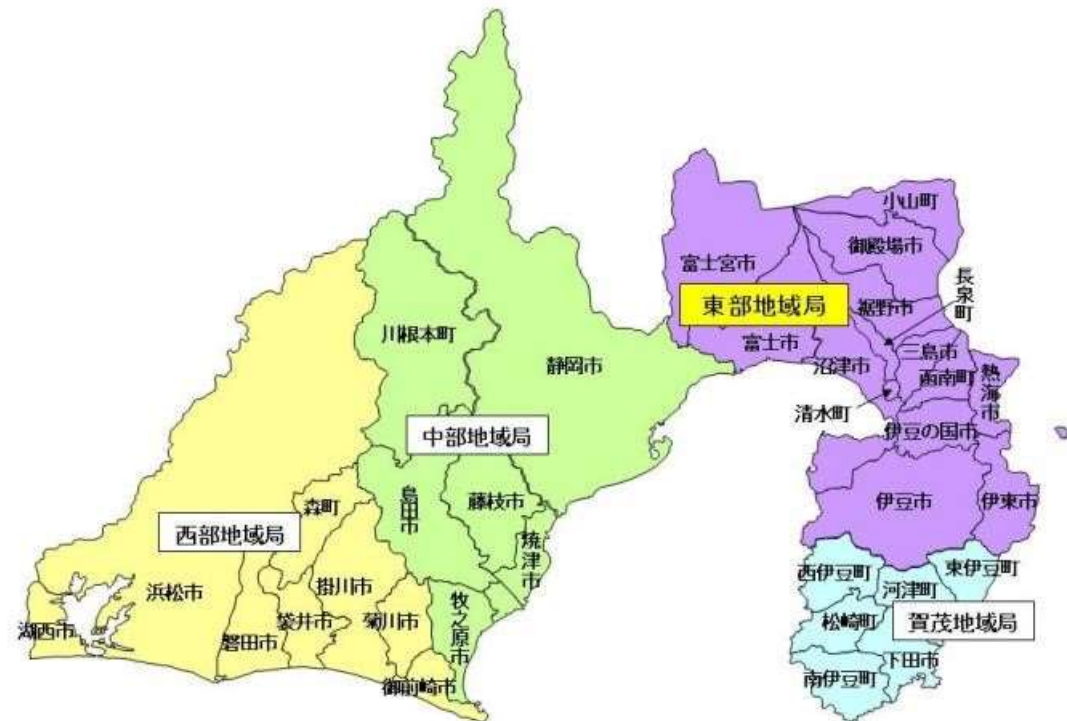 小山町
御殿場市
富士宮市
長泉町
東部地域局
裾野市
富士市
沼津市
三島市
函南町
熱海市
清水町
伊豆の国市
伊豆市
伊東市
川根本町
静岡市
中部地域局
島田市
藤枝市
焼津市
牧之原市
森町
西部地域局
掛川市
浜松市
湖西市
磐田市
袋井市
菊川市
御前崎市
西伊豆町
河津町
東伊豆町
松崎町
賀茂地域局
下田市
南伊豆町